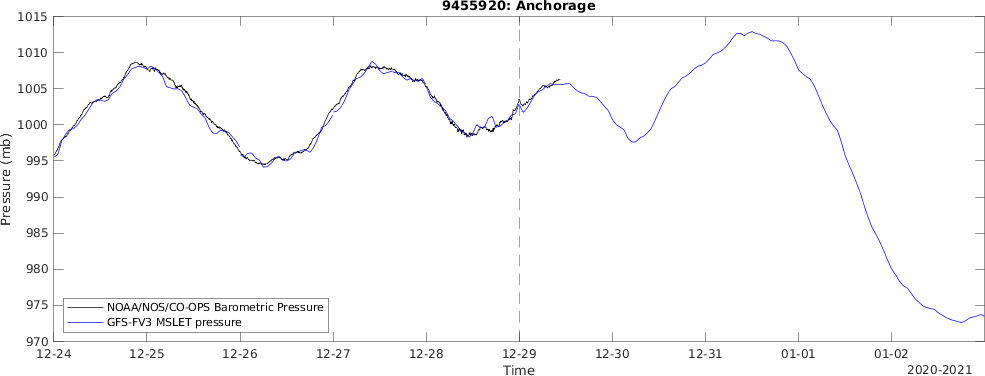 9455920: Anchorage
1015
1010
1005
1000
995
990
985
980
975
970
Pressure (mb)
NOAA/NOS/CO-OPS Barometric Pressure
GFS-FV3 MSLET pressure
12-24 12-25 12-26 12-27 12-28 12-29 12-30 12-31 01-01 01-02
Time
2020-2021